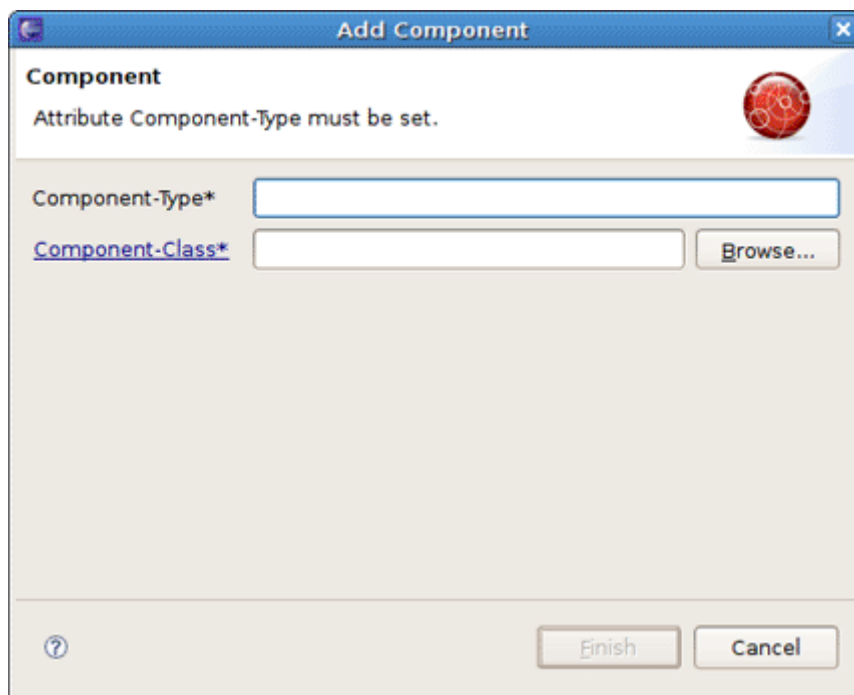 Add Component
Component
Attribute Component-Type must be set.
Component-Type*
Component-Class*
Browse...
Finish
Cancel